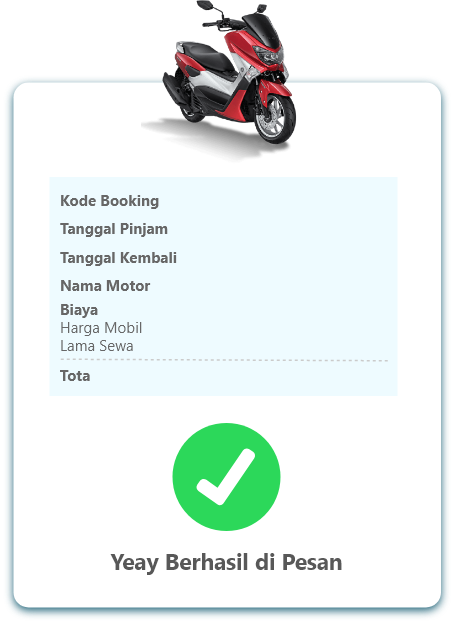 Kode Booking
Tanggal Pinjam
Tanggal Kembali
Nama Motor
Biaya
Harga Mobil
Lama Sewa
Tota
Yeay Berhasil di Pesan